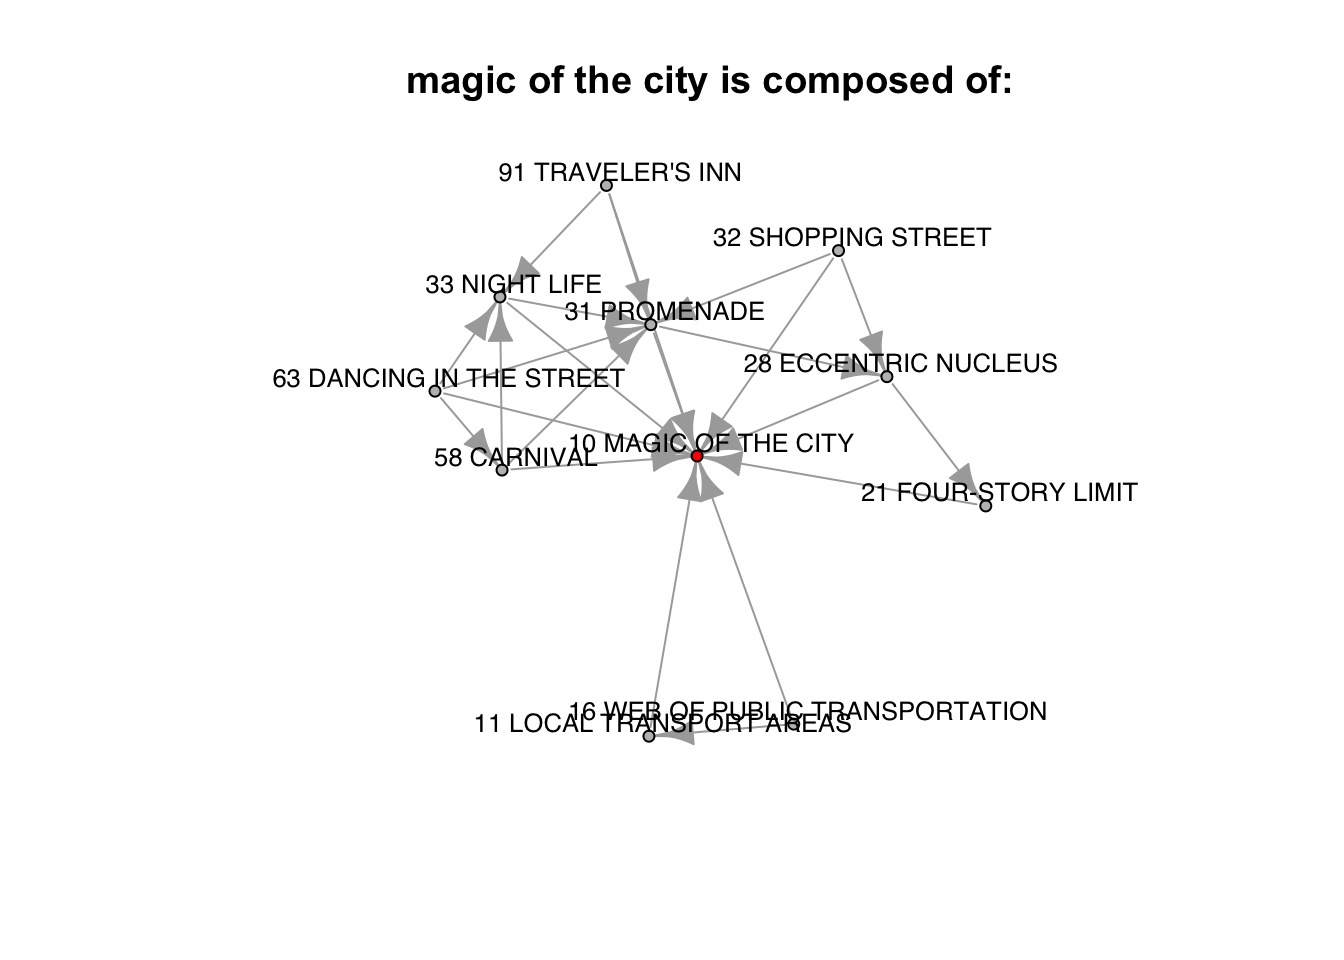 magic of the city is composed of:
91 TRAVELER'S INN
32 SHOPPING STREET
33 NIGHT LIFE
31 PROMENADE
28 ECCENTRIC NUCLEUS
63 DANCING IN THE STREET
10 MAGIC OF THE CITY
58 CARNIVAL
21 FOUR-STORY LIMIT
16 WEB OF PUBLIC TRANSPORTATION
11 LOCAL TRANSPORT AREAS